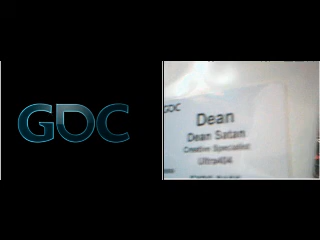 GDC
GDC
Dean
Dean Satan
Creative Specialist
Ultra404